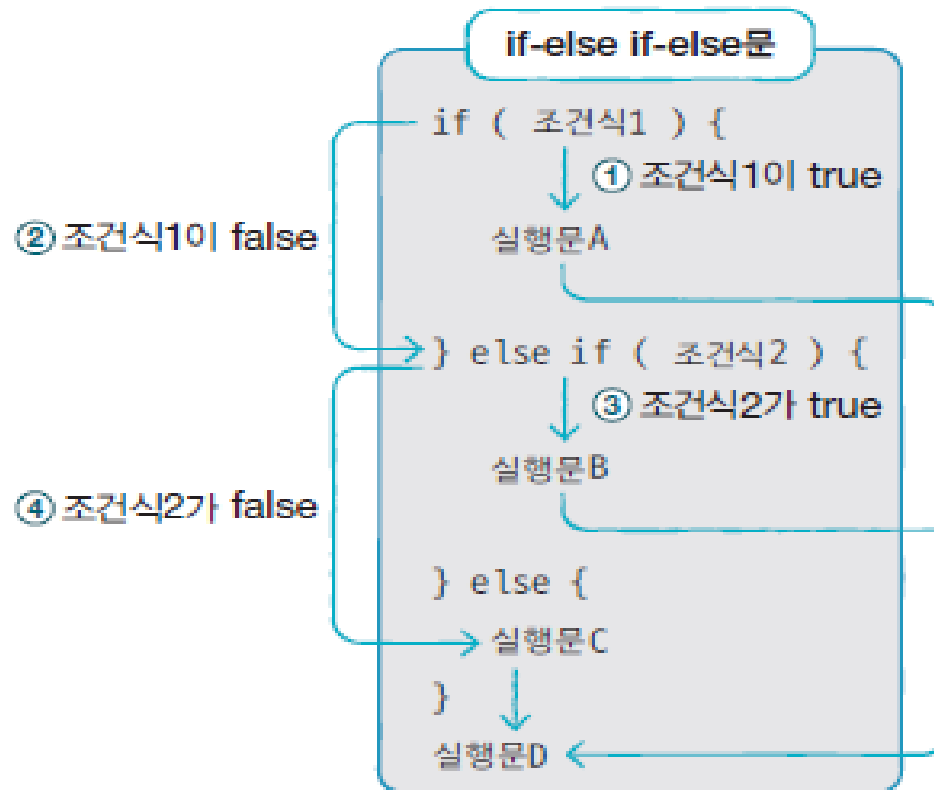 if-else if-else문
if ( 조건식1 ) {
① 조건식1이 true
② 조건식1이 false
실행문A
} else if ( 조건식2 ) {
③ 조건식2가 true
실행문B
④ 조건식2가 false
} else {
실행문C
}
실행문D